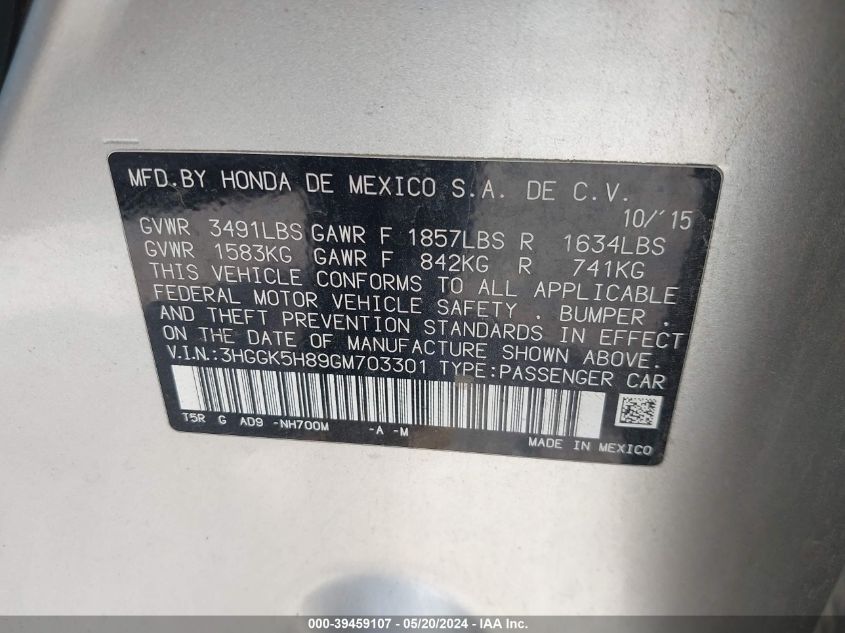 MFD.BY HONDA DE MEXICO S.A. DE C.V.
10/'15
GVWR 3491LBS GAWR F 1857LBS R 1634LBS
GVWR 1583KG GAWR F 842KG R 741KG
THIS VEHICLE CONFORMS TO ALL APPLICABLE
FEDERAL MOTOR VEHICLE SAFETY , BUMPER ,
AND THEFT PREVENTION STANDARDS IN EFFECT
ON THE DATE OF MANUFACTURE SHOWN ABOVE.
V.I.N.:3HGGK5H89GM703301 TYPE:PASSENGER CAR
T5R G AD9 -NH700M -A -M
MADE IN MEXICO
000-39459107 - 05/20/2024 - IAA Inc.